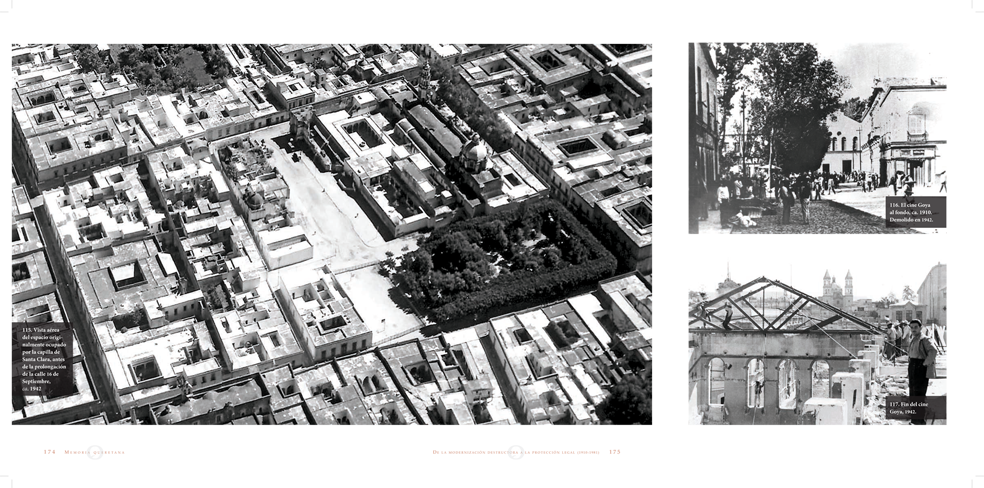 115. Vista aérea
del espacio origi-
nalmente ocupado
por la capilla de
Santa Clara, antes
de la prolongación
de la calle 16 de
Septiembre,
ca. 1942.
116. El cine Goya
al fondo, ca. 1910.
Demolido en 1942.
117. Fin del cine
Goya, 1942.
174 Memoria queretana
De la modernización destructora a la protección legal 175